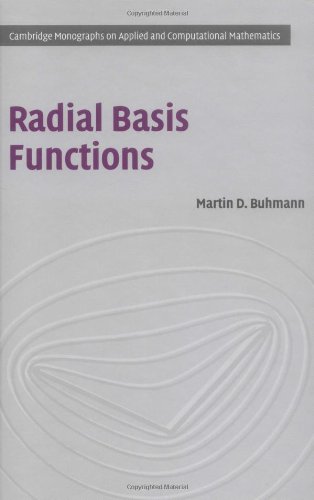 Cambridge Monographs on Applied and Computational Mathematics
Radial Basis
Functions
Martin D. Buhmann